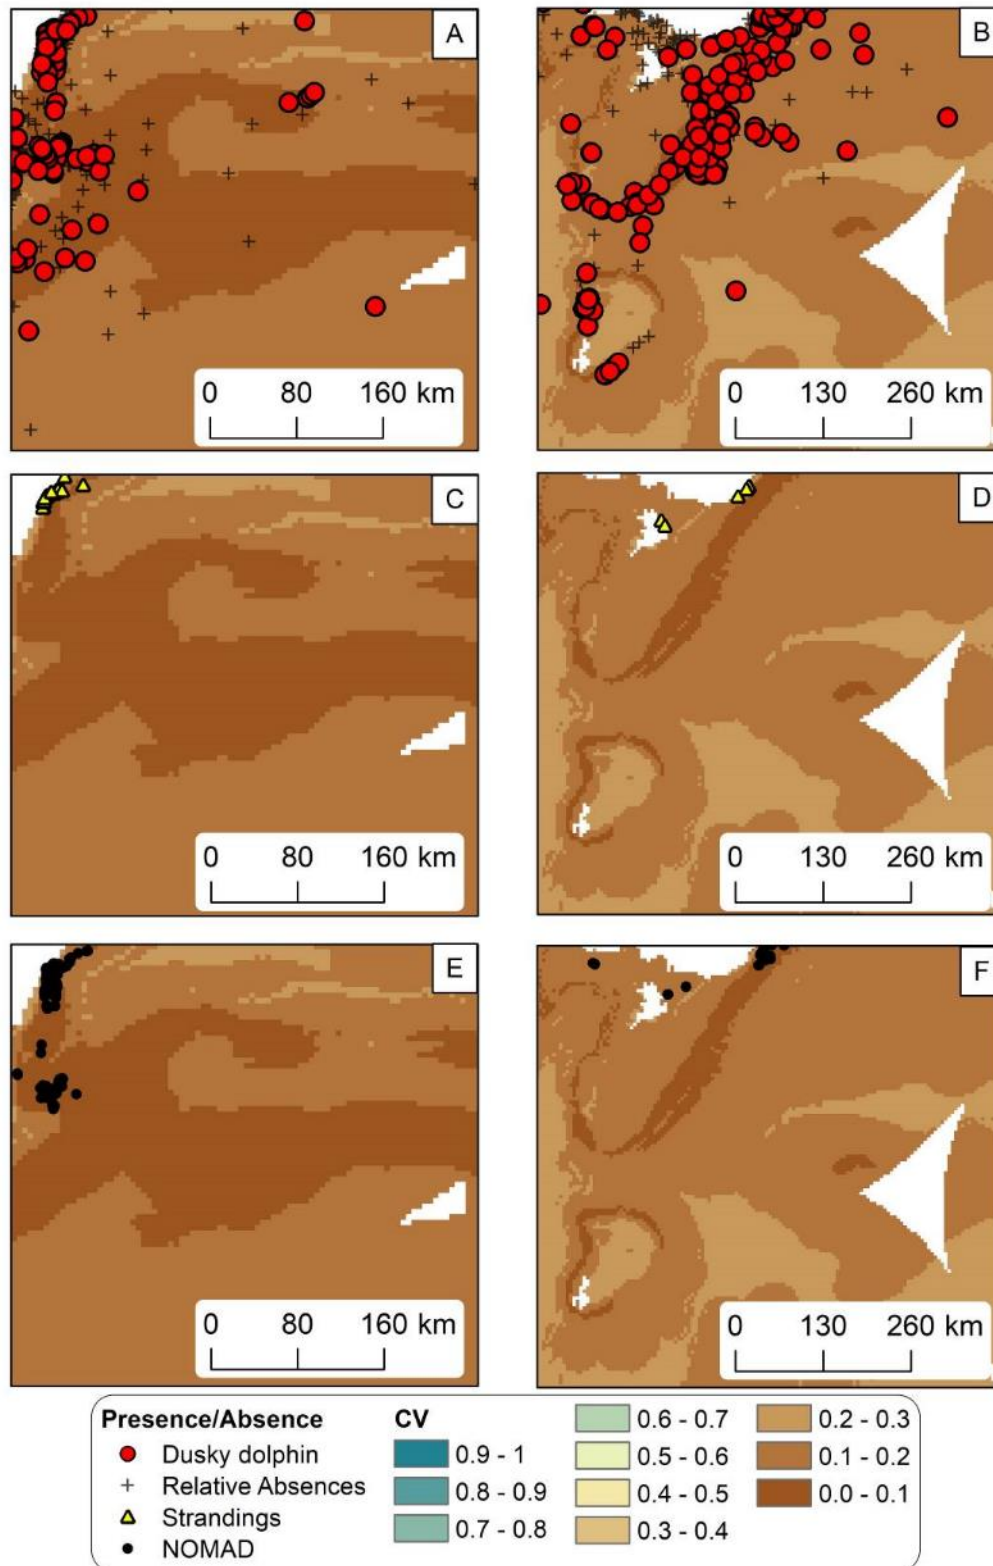 A
B
0 80 160 km
0 130 260 km
C
D
0 80 160 km
0 130 260 km
E
F
0 80 160 km
0 130 260 km
Presence/Absence
Dusky dolphin
Relative Absences
Strandings
NOMAD
CV
0.9 - 1
0.8 - 0.9
0.7 - 0.8
0.6 - 0.7
0.5 - 0.6
0.4 - 0.5
0.3 - 0.4
0.2 - 0.3
0.1 - 0.2
0.0 - 0.1